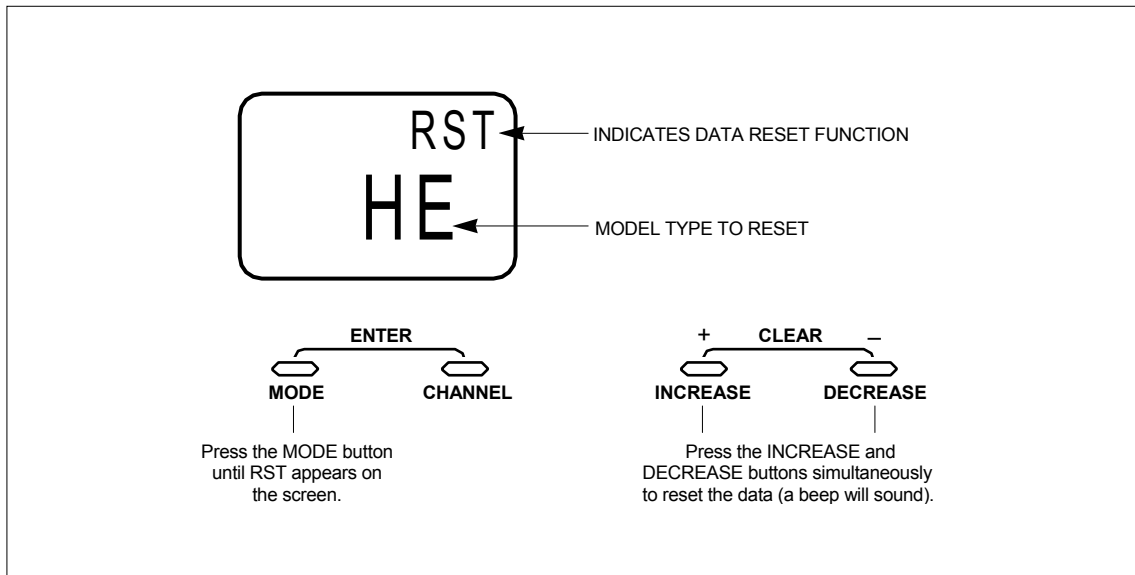 RST
INDICATES DATA RESET FUNCTION
HE
MODEL TYPE TO RESET
ENTER
MODE
CHANNEL
Press the MODE button
until RST appears on
the screen.
+ CLEAR –
INCREASE
DECREASE
Press the INCREASE and
DECREASE buttons simultaneously
to reset the data (a beep will sound).